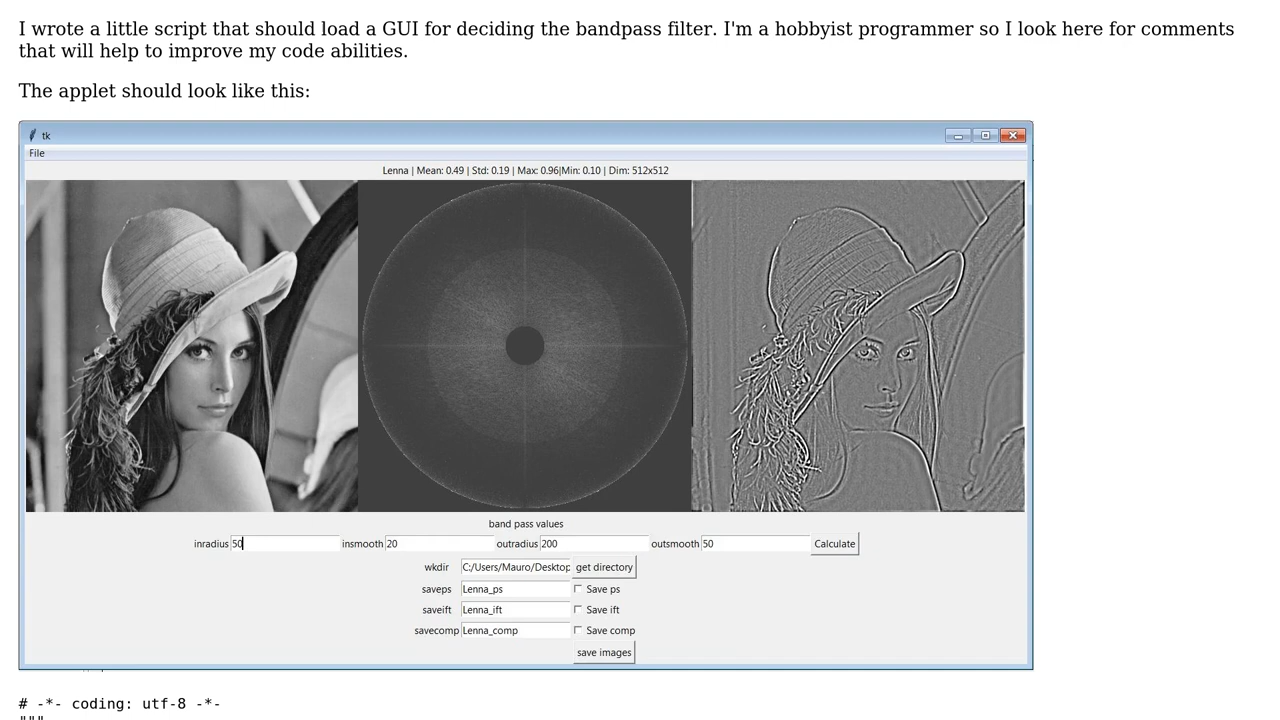 I wrote a little script that should load a GUI for deciding the bandpass filter. I'm a hobbyist programmer so I look here for comments
that will help to improve my code abilities.
The applet should look like this:
tk
File
Lenna | Mean: 0.49 | Std: 0.19 | Max: 0.96|Min: 0.10 | Dim: 512x512
band pass values
inradius 50 insmooth 20 outradius 200 outsmooth 50 Calculate
wkdir C:/Users/Mauro/Desktop get directory
saveps Lenna_ps Save ps
saveift Lenna_ift Save ift
savecomp Lenna_comp Save comp
save images
# -*- coding: utf-8 -*-
"""